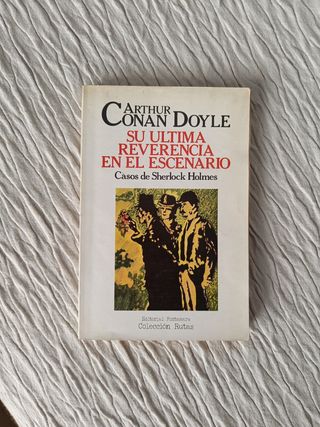 ARTHUR
CONAN DOYLE
SU ULTIMA
REVERENCIA
EN EL ESCENARIO
Casos de Sherlock Holmes
Editorial Fontamara
Colección Rutas